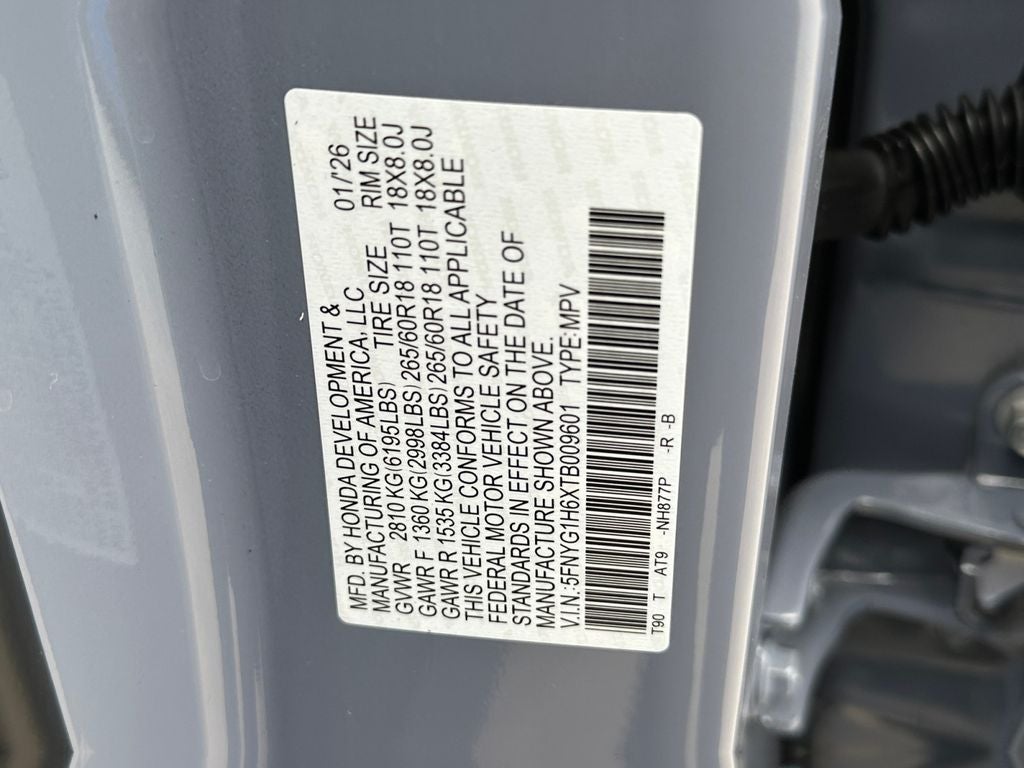 MFD. BY HONDA DEVELOPMENT & 01/'26
MANUFACTURING OF AMERICA, LLC
GVWR 2810 KG(6195LBS) TIRE SIZE RIM SIZE
GAWR F 1360 KG(2998LBS) 265/60R18 110T 18X8.0J
GAWR R 1535 KG(3384LBS) 265/60R18 110T 18X8.0J
THIS VEHICLE CONFORMS TO ALL APPLICABLE
FEDERAL MOTOR VEHICLE SAFETY
STANDARDS IN EFFECT ON THE DATE OF
MANUFACTURE SHOWN ABOVE.
V.I.N.:5FNYG1H6XTB009601 TYPE:MPV
T90 T AT9 -NH877P -R -B